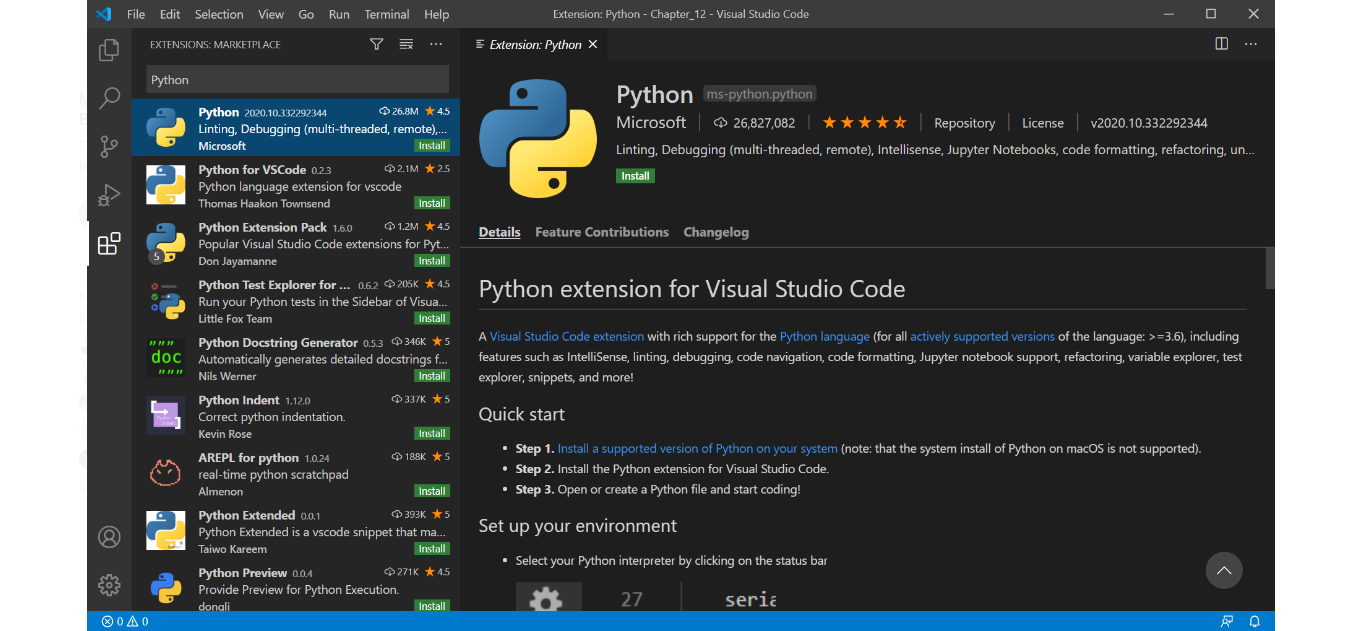 File Edit Selection View Go Run Terminal Help
Extension: Python - Chapter_12 - Visual Studio Code
EXTENSIONS: MARKETPLACE
Python
Python 2020.10.332292344 26.8M 4.5
Linting, Debugging (multi-threaded, remote),...
Microsoft Install
Python for VSCode 0.2.3 2.1M 2.5
Python language extension for vscode
Thomas Haakon Townsend Install
Python Extension Pack 1.6.0 1.2M 4.5
Popular Visual Studio Code extensions for Pyt...
5
Don Jayamanne Install
Python Test Explorer for ... 0.6.2 205K 4.5
Run your Python tests in the Sidebar of Visua...
Little Fox Team Install
""" doc """
Python Docstring Generator 0.5.3 346K 5
Automatically generates detailed docstrings f...
Nils Werner Install
Python Indent 1.12.0 337K 5
Correct python indentation.
Kevin Rose Install
AREPL for python 1.0.24 188K 5
real-time python scratchpad
Almenon Install
Python Extended 0.0.1 393K 5
Python Extended is a vscode snippet that ma...
Taiwo Kareem Install
Python Preview 0.0.4 271K 4.5
Provide Preview for Python Execution.
dongli Install
Extension: Python
Python ms-python.python
Microsoft 26,827,082 Repository License v2020.10.332292344
Linting, Debugging (multi-threaded, remote), Intellisense, Jupyter Notebooks, code formatting, refactoring, un...
Install
Details Feature Contributions Changelog
Python extension for Visual Studio Code
A Visual Studio Code extension with rich support for the Python language (for all actively supported versions of the language: >=3.6), including
features such as IntelliSense, linting, debugging, code navigation, code formatting, Jupyter notebook support, refactoring, variable explorer, test
explorer, snippets, and more!
Quick start
• Step 1. Install a supported version of Python on your system (note: that the system install of Python on macOS is not supported).
• Step 2. Install the Python extension for Visual Studio Code.
• Step 3. Open or create a Python file and start coding!
Set up your environment
• Select your Python interpreter by clicking on the status bar
27 seria
0 0